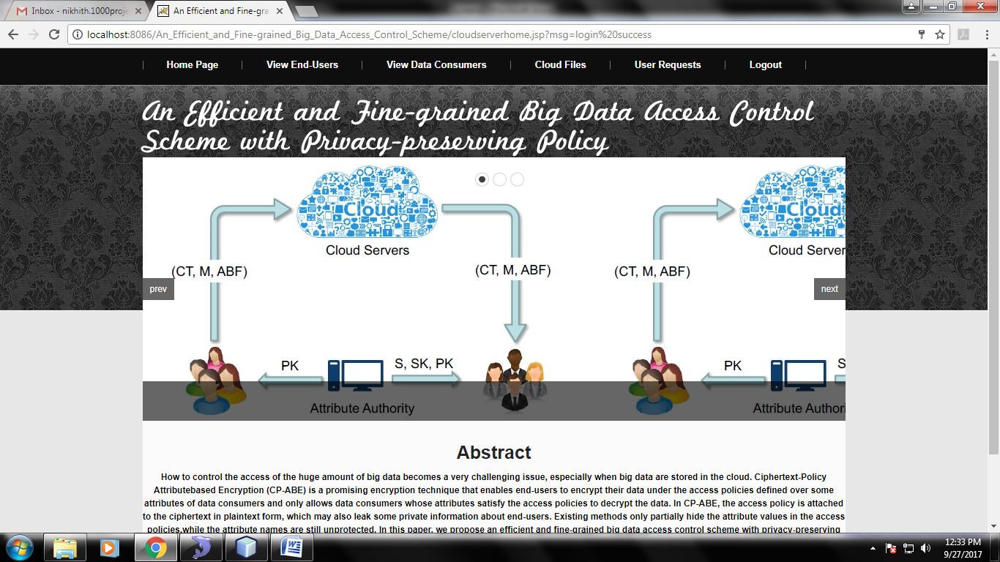 Inbox - nikhith.1000proje
An Efficient and Fine-gra
localhost:8086/An_Efficient_and_Fine-grained_Big_Data_Access_Control_Scheme/cloudserverhome.jsp?msg=login%20success
Home Page View End-Users View Data Consumers Cloud Files User Requests Logout
An Efficient and Fine-grained Big Data Access Control
Scheme with Privacy-preserving Policy
Cloud Cloud
Cloud Servers Cloud Server
(CT, M, ABF) (CT, M, ABF) (CT, M, ABF)
prev next
PK S, SK, PK PK S
Attribute Authority Attribute Authori
Abstract
How to control the access of the huge amount of big data becomes a very challenging issue, especially when big data are stored in the cloud. Ciphertext-Policy
Attributebased Encryption (CP-ABE) is a promising encryption technique that enables end-users to encrypt their data under the access policies defined over some
attributes of data consumers and only allows data consumers whose attributes satisfy the access policies to decrypt the data. In CP-ABE, the access policy is attached
to the ciphertext in plaintext form, which may also leak some private information about end-users. Existing methods only partially hide the attribute values in the access
policies,while the attribute names are still unprotected. In this paper, we propose an efficient and fine-grained big data access control scheme with privacy-preserving
12:33 PM
9/27/2017